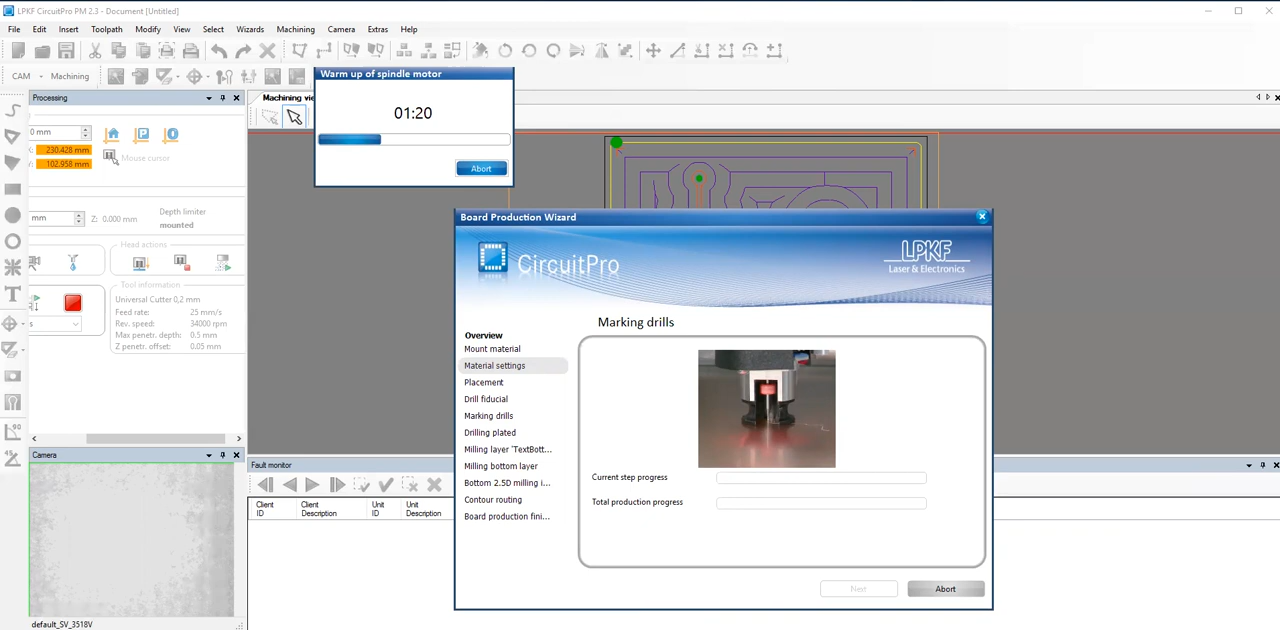 LPKF CircuitPro PM 2.3 - Document [Untitled]
File Edit Insert Toolpath Modify View Select Wizards Machining Camera Extras Help
CAM Machining
Warm up of spindle motor
01:20
Abort
Processing
Machining vie
0 mm
230.428 mm
102.958 mm
Mouse cursor
mm
Z: 0.000 mm
Depth limiter
mounted
Head actions
Tool information
Universal Cutter 0,2 mm
Feed rate: 25 mm/s
Rev. speed: 34000 rpm
Max penetr. depth: 0.5 mm
Z penetr. offset: 0.05 mm
s
Board Production Wizard
CircuitPro
LPKF
Laser & Electronics
Marking drills
Overview
Mount material
Material settings
Placement
Drill fiducial
Marking drills
Drilling plated
Milling layer 'TextBott...
Milling bottom layer
Bottom 2.5D milling i...
Contour routing
Board production fini...
Current step progress
Total production progress
Next
Abort
Camera
default_SV_3518V
Fault monitor
Client ID
Client Description
Unit ID
Unit Description